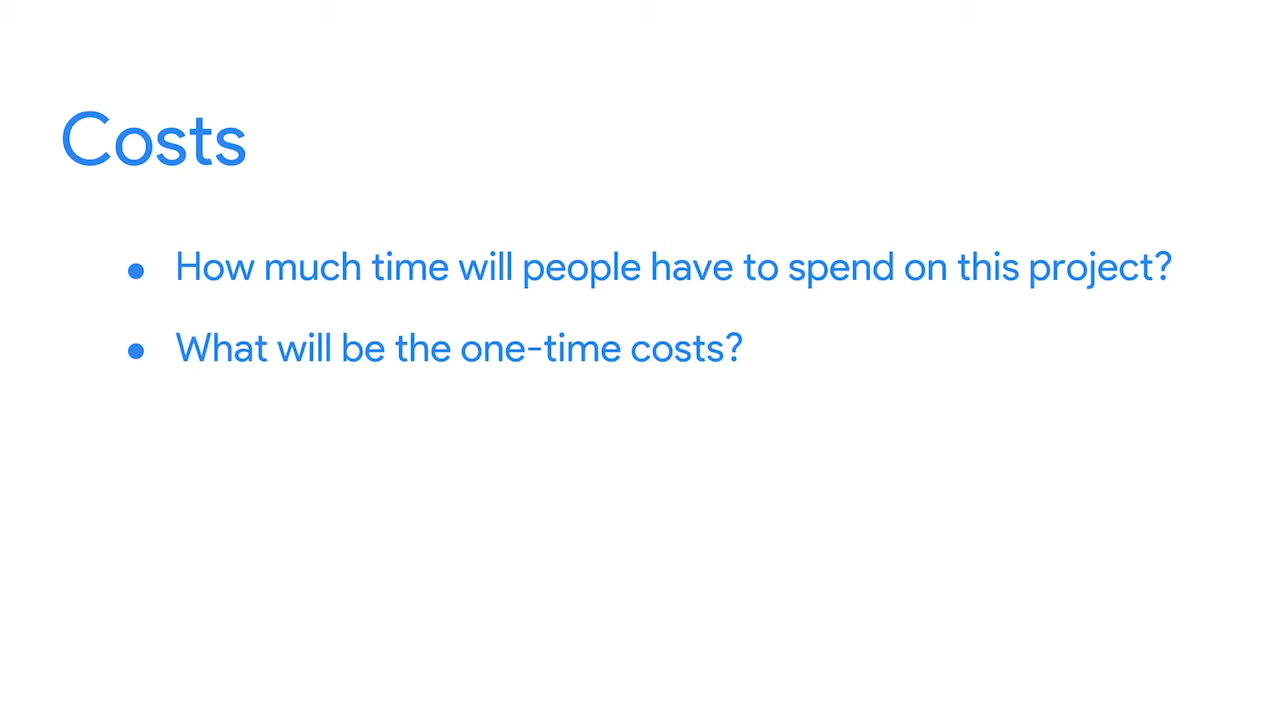 Costs
● How much time will people have to spend on this project?
● What will be the one-time costs?